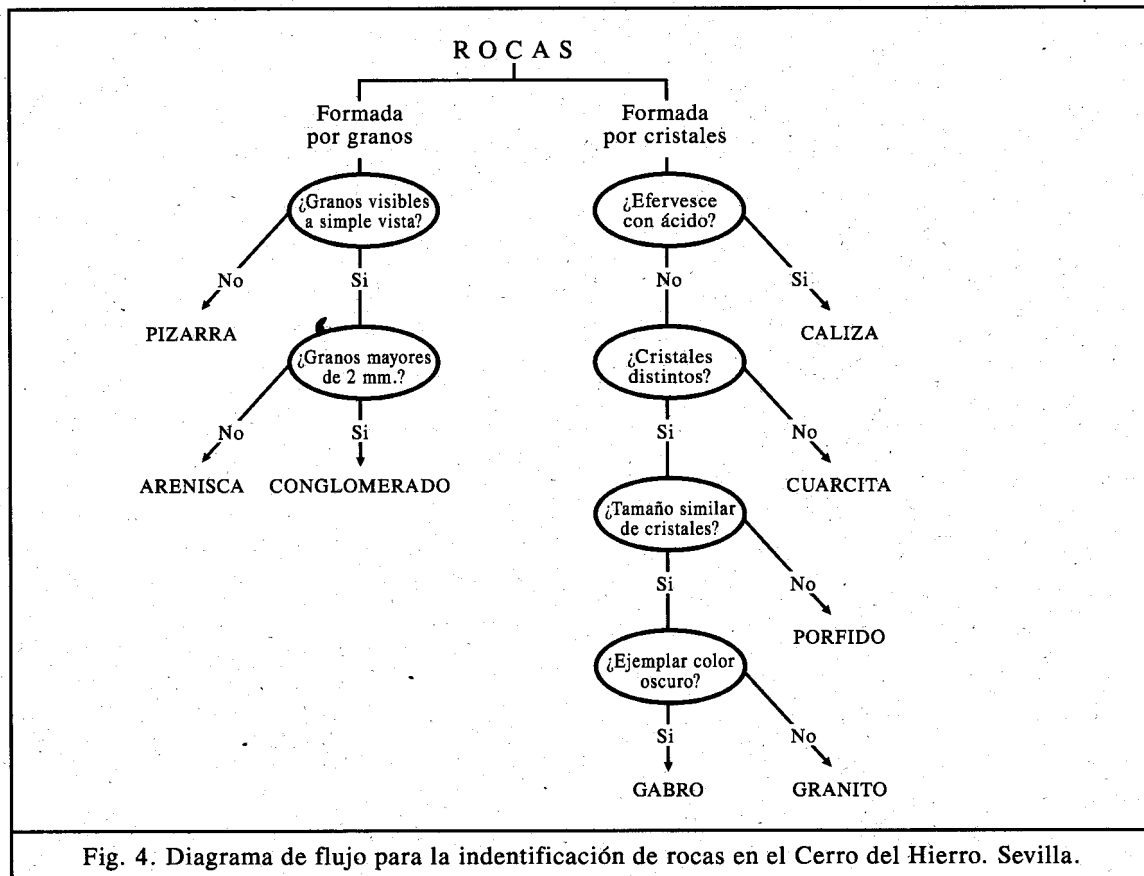 ROCAS
Formada
por granos
¿Granos visibles
a simple vista?
No
Si
PIZARRA
¿Granos mayores
de 2 mm.?
No
Si
ARENISCA
CONGLOMERADO
Formada
por cristales
¿Efervesce
con ácido?
No
Si
CALIZA
¿Cristales
distintos?
Si
No
CUARCITA
¿Tamaño similar
de cristales?
Si
No
PORFIDO
¿Ejemplar color
oscuro?
Si
No
GABRO
GRANITO
Fig. 4. Diagrama de flujo para la indentificación de rocas en el Cerro del Hierro. Sevilla.